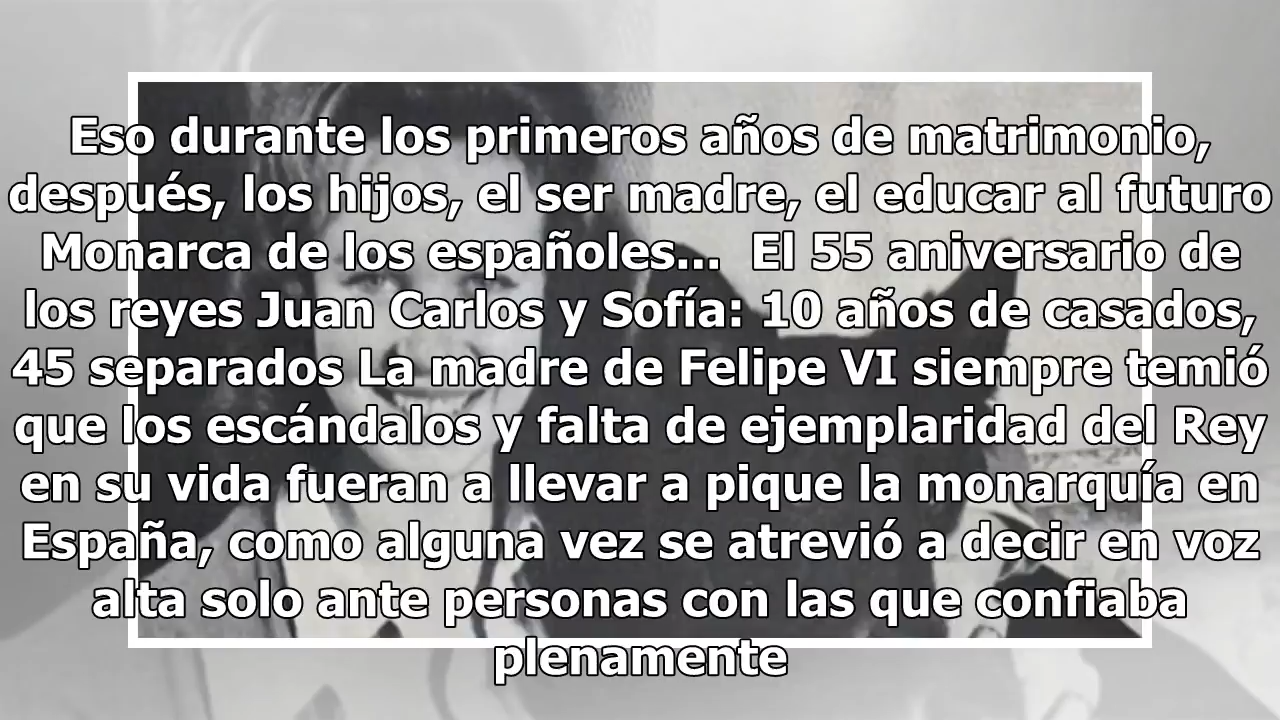 Eso durante los primeros años de matrimonio,
después, los hijos, el ser madre, el educar al futuro
Monarca de los españoles...  El 55 aniversario de
los reyes Juan Carlos y Sofía: 10 años de casados,
45 separados La madre de Felipe VI siempre temió
que los escándalos y falta de ejemplaridad del Rey
en su vida fueran a llevar a pique la monarquía en
España, como alguna vez se atrevió a decir en voz
alta solo ante personas con las que confiaba
plenamente